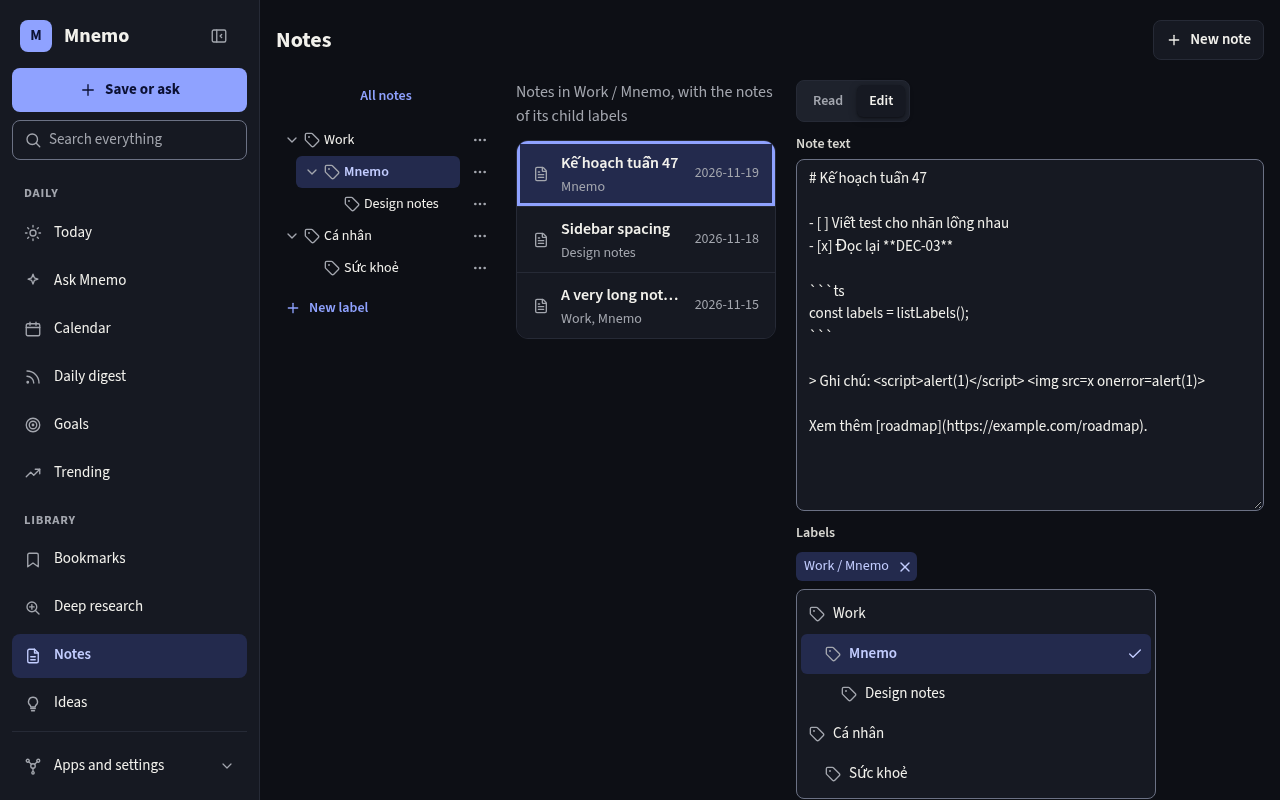 M
Mnemo
Save or ask
Search everything
DAILY
Today
Ask Mnemo
Calendar
Daily digest
Goals
Trending
LIBRARY
Bookmarks
Deep research
Notes
Ideas
Apps and settings
Notes
New note
All notes
Work
Mnemo
Design notes
Cá nhân
Sức khoẻ
New label
Notes in Work / Mnemo, with the notes
of its child labels
Kế hoạch tuần 47
Mnemo
2026-11-19
Sidebar spacing
Design notes
2026-11-18
A very long not…
Work, Mnemo
2026-11-15
Read
Edit
Note text
# Kế hoạch tuần 47
- [ ] Viết test cho nhãn lồng nhau
- [x] Đọc lại **DEC-03**
```ts
const labels = listLabels();
```
> Ghi chú: <script>alert(1)</script> <img src=x onerror=alert(1)>
Xem thêm [roadmap](https://example.com/roadmap).
Labels
Work / Mnemo
Work
Mnemo
Design notes
Cá nhân
Sức khoẻ